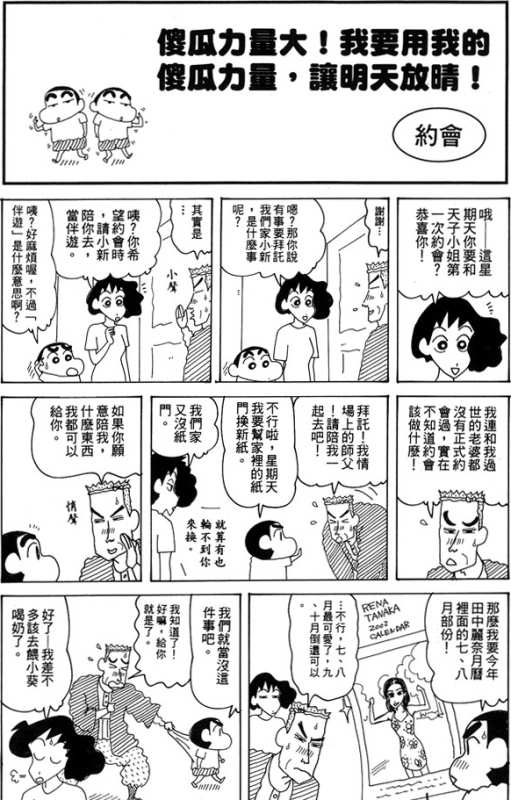 傻瓜力量大！我要用我的
傻瓜力量，讓明天放晴！
約會
哦──這星
期天你要和
天子小姐第
一次約會？
恭喜你！
謝謝…
嗯？那你說
有事要拜託
我們家小新
，是什麼事
呢？
其實是
小聲
咦？你希
望約會時
，請小新
陪你去，
當伴遊。
咦？好麻煩喔，不過「
伴遊」是什麼意思啊？
我連和我過
世的老婆都
沒有正式約
會過，實在
不知道約會
該做什麼！
拜託！我情
場上的師父
！請陪我一
起去吧！
不行啦，星期天
我要幫家裡的紙
門換新紙。
我們家
又沒紙
門。
就算有也
輪不到你
來換。
如果你願
意陪我，
什麼東西
我都可以
給你。
悄聲
那麼我要今年
田中麗奈月曆
裡面的七、八
月部份！
RENA
TANAKA
2002
CALENDAR
…不行，七、八
月最可愛了，九
、十月倒還可以
我們就當沒這
件事吧。
我知道了！
好嘛，給你
就是了。
好了──我差不
多該去餵小葵
喝奶了。